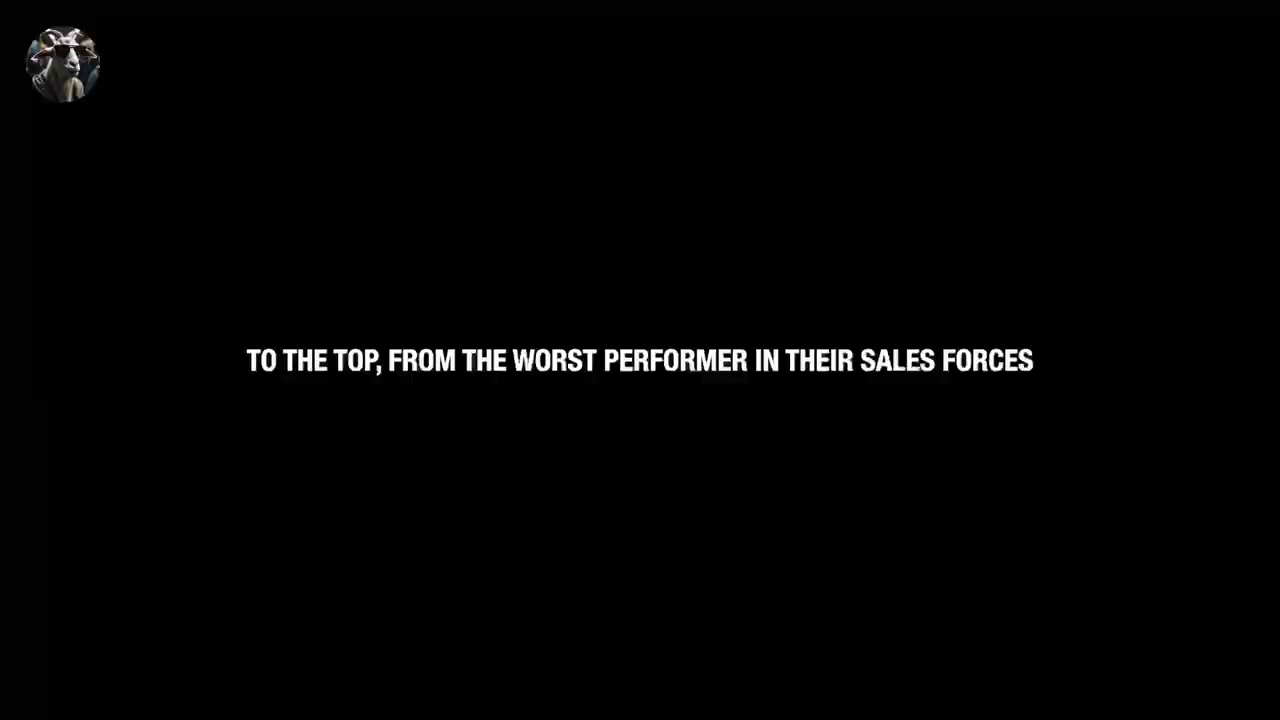 TO THE TOP, FROM THE WORST PERFORMER IN THEIR SALES FORCES